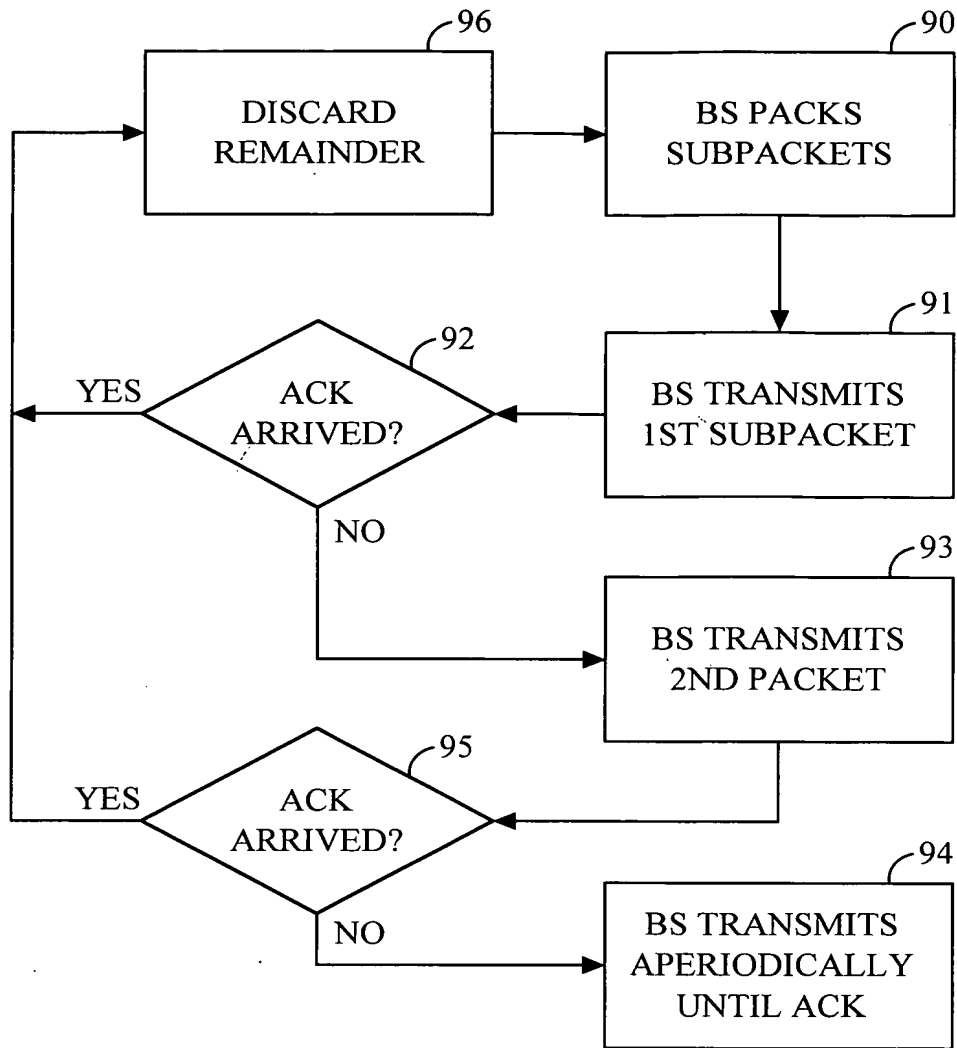 96
DISCARD
REMAINDER
90
BS PACKS
SUBPACKETS
91
BS TRANSMITS
1ST SUBPACKET
92
ACK
ARRIVED?
YES
NO
93
BS TRANSMITS
2ND PACKET
95
ACK
ARRIVED?
YES
NO
94
BS TRANSMITS
APERIODICALLY
UNTIL ACK